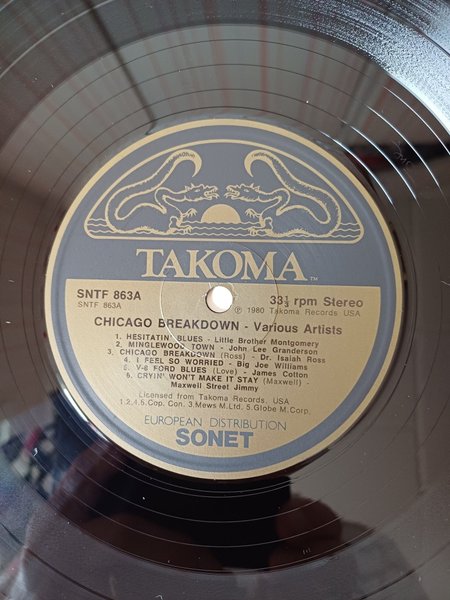 TAKOMA™
SNTF 863A 33⅓ rpm Stereo
SNTF 863A ℗ 1980 Takoma Records USA
CHICAGO BREAKDOWN - Various Artists
1. HESITATIN' BLUES - Little Brother Montgomery
2. MINGLEWOOD TOWN - John Lee Granderson
3. CHICAGO BREAKDOWN (Ross) - Dr. Isaiah Ross
4. I FEEL SO WORRIED - Big Joe Williams
5. V-8 FORD BLUES (Love) - James Cotton
6. CRYIN' WON'T MAKE IT STAY (Maxwell) -
Maxwell Street Jimmy
Licensed from Takoma Records. USA
1.2.4.5.Cop. Con. 3 Mews M.Ltd. 5.Globe M.Corp.
EUROPEAN DISTRIBUTION
SONET